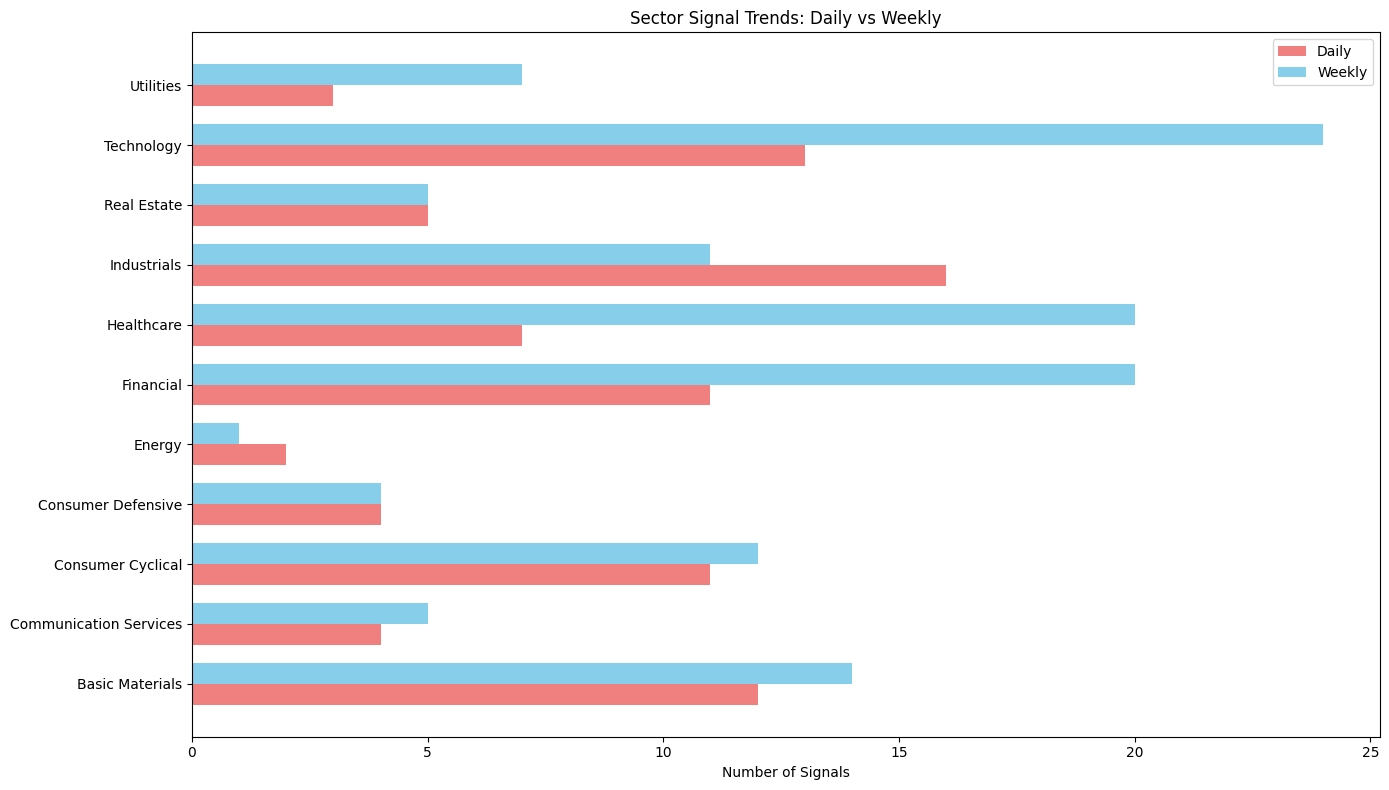 Sector Signal Trends: Daily vs Weekly
Daily
Weekly
Utilities
Technology
Real Estate
Industrials
Healthcare
Financial
Energy
Consumer Defensive
Consumer Cyclical
Communication Services
Basic Materials
0 5 10 15 20 25
Number of Signals